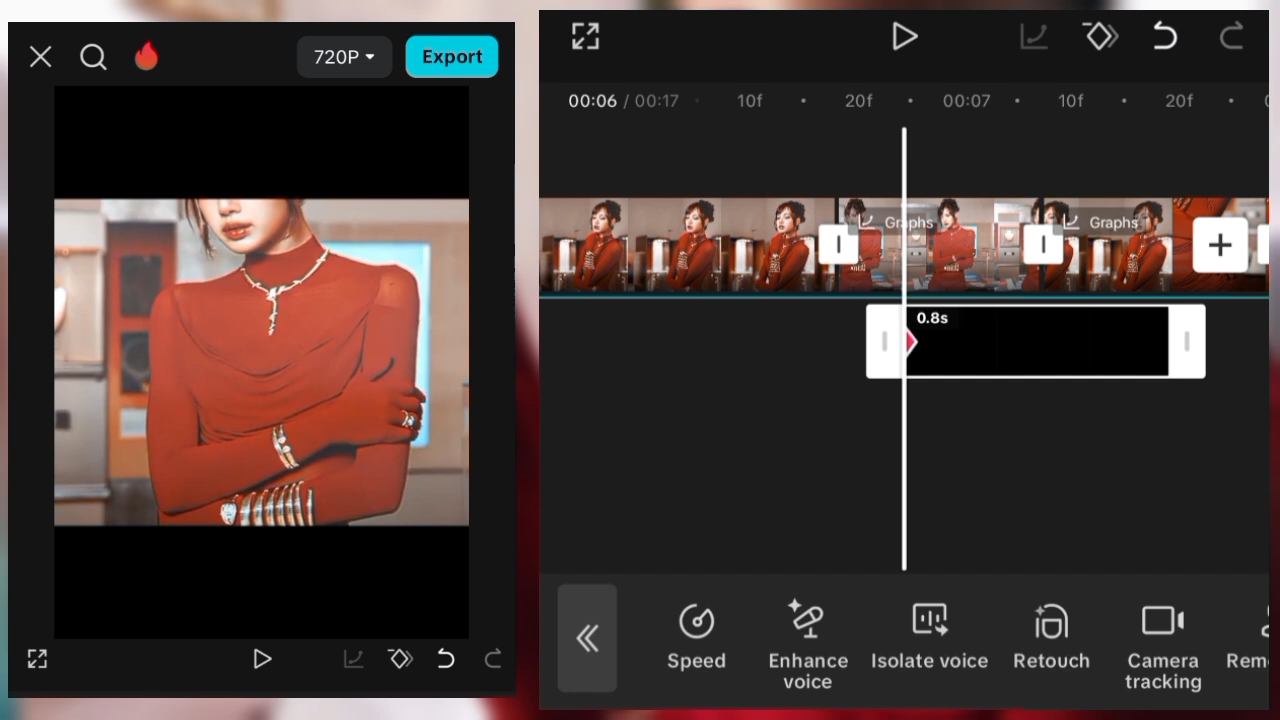 720P
Export
00:06 / 00:17
10f
20f
00:07
10f
20f
Graphs
Graphs
0.8s
Speed
Enhance
voice
Isolate voice
Retouch
Camera
tracking